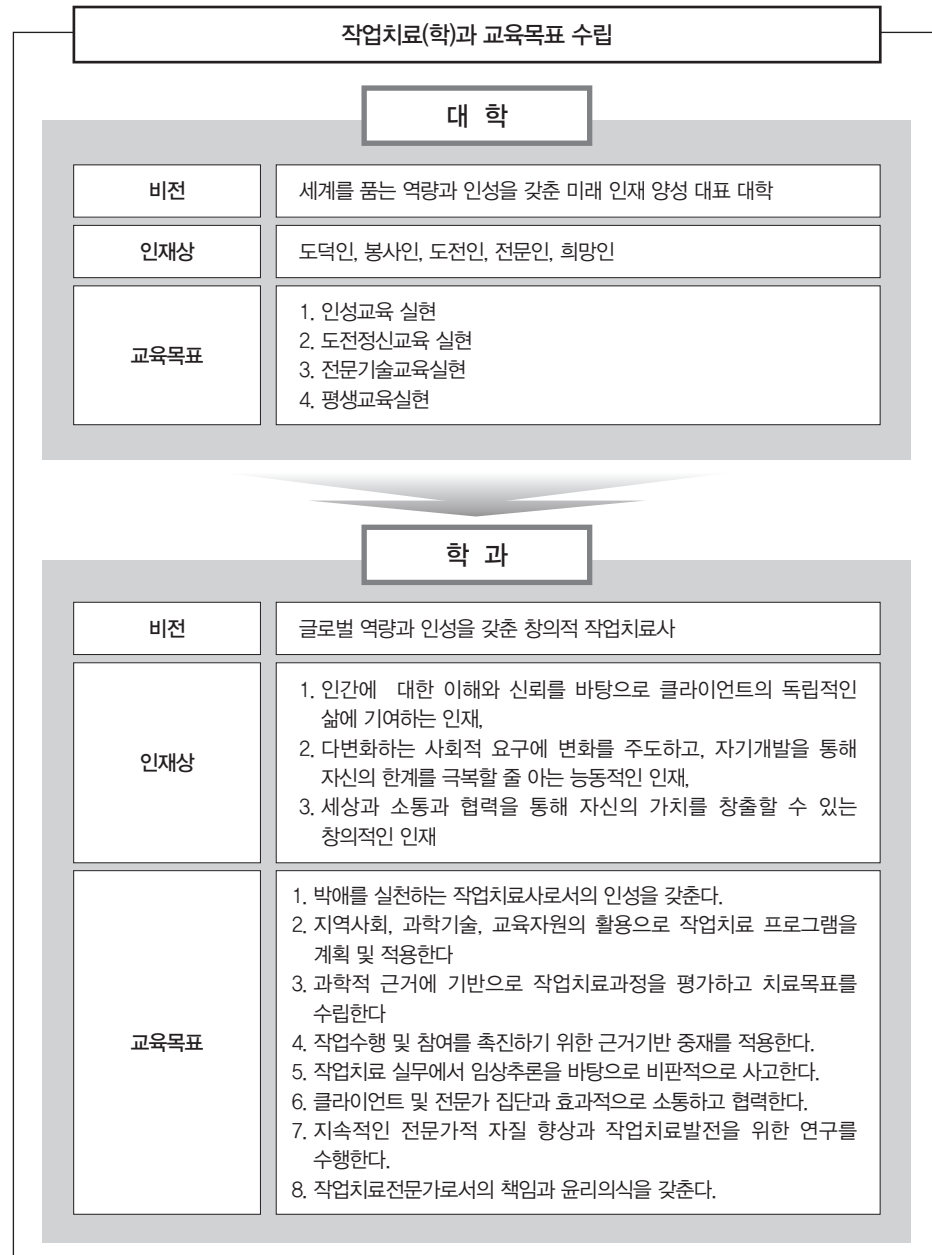 작업치료(학)과 교육목표 수립
대 학
비전
세계를 품는 역량과 인성을 갖춘 미래 인재 양성 대표 대학
인재상
도덕인, 봉사인, 도전인, 전문인, 희망인
교육목표
1. 인성교육 실현
2. 도전정신교육 실현
3. 전문기술교육실현
4. 평생교육실현
학 과
비전
글로벌 역량과 인성을 갖춘 창의적 작업치료사
인재상
1. 인간에 대한 이해와 신뢰를 바탕으로 클라이언트의 독립적인
삶에 기여하는 인재,
2. 다변화하는 사회적 요구에 변화를 주도하고, 자기개발을 통해
자신의 한계를 극복할 줄 아는 능동적인 인재,
3. 세상과 소통과 협력을 통해 자신의 가치를 창출할 수 있는
창의적인 인재
교육목표
1. 박애를 실천하는 작업치료사로서의 인성을 갖춘다.
2. 지역사회, 과학기술, 교육자원의 활용으로 작업치료 프로그램을
계획 및 적용한다
3. 과학적 근거에 기반으로 작업치료과정을 평가하고 치료목표를
수립한다
4. 작업수행 및 참여를 촉진하기 위한 근거기반 중재를 적용한다.
5. 작업치료 실무에서 임상추론을 바탕으로 비판적으로 사고한다.
6. 클라이언트 및 전문가 집단과 효과적으로 소통하고 협력한다.
7. 지속적인 전문가적 자질 향상과 작업치료발전을 위한 연구를
수행한다.
8. 작업치료전문가로서의 책임과 윤리의식을 갖춘다.